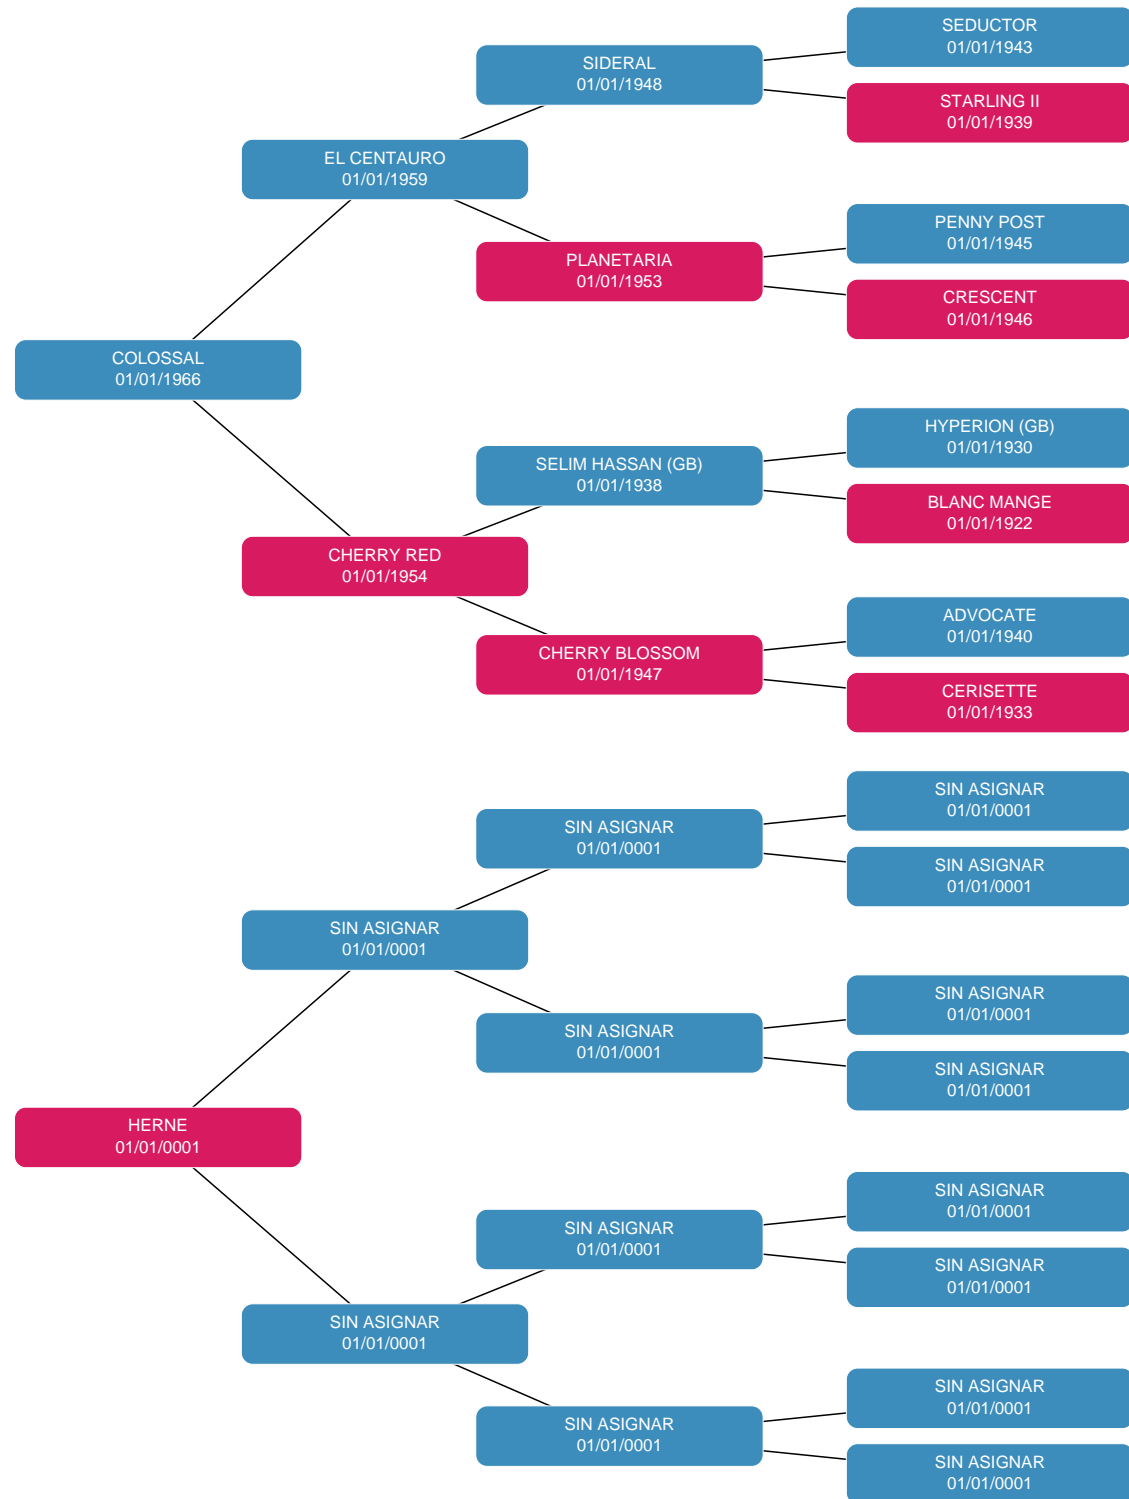 SEDUCTOR
01/01/1943
SIDERAL
01/01/1948
STARLING II
01/01/1939
EL CENTAURO
01/01/1959
PENNY POST
01/01/1945
PLANETARIA
01/01/1953
CRESCENT
01/01/1946
COLOSSAL
01/01/1966
HYPERION (GB)
01/01/1930
SELIM HASSAN (GB)
01/01/1938
BLANC MANGE
01/01/1922
CHERRY RED
01/01/1954
ADVOCATE
01/01/1940
CHERRY BLOSSOM
01/01/1947
CERISETTE
01/01/1933
SIN ASIGNAR
01/01/0001
SIN ASIGNAR
01/01/0001
SIN ASIGNAR
01/01/0001
SIN ASIGNAR
01/01/0001
SIN ASIGNAR
01/01/0001
SIN ASIGNAR
01/01/0001
SIN ASIGNAR
01/01/0001
HERNE
01/01/0001
SIN ASIGNAR
01/01/0001
SIN ASIGNAR
01/01/0001
SIN ASIGNAR
01/01/0001
SIN ASIGNAR
01/01/0001
SIN ASIGNAR
01/01/0001
SIN ASIGNAR
01/01/0001
SIN ASIGNAR
01/01/0001